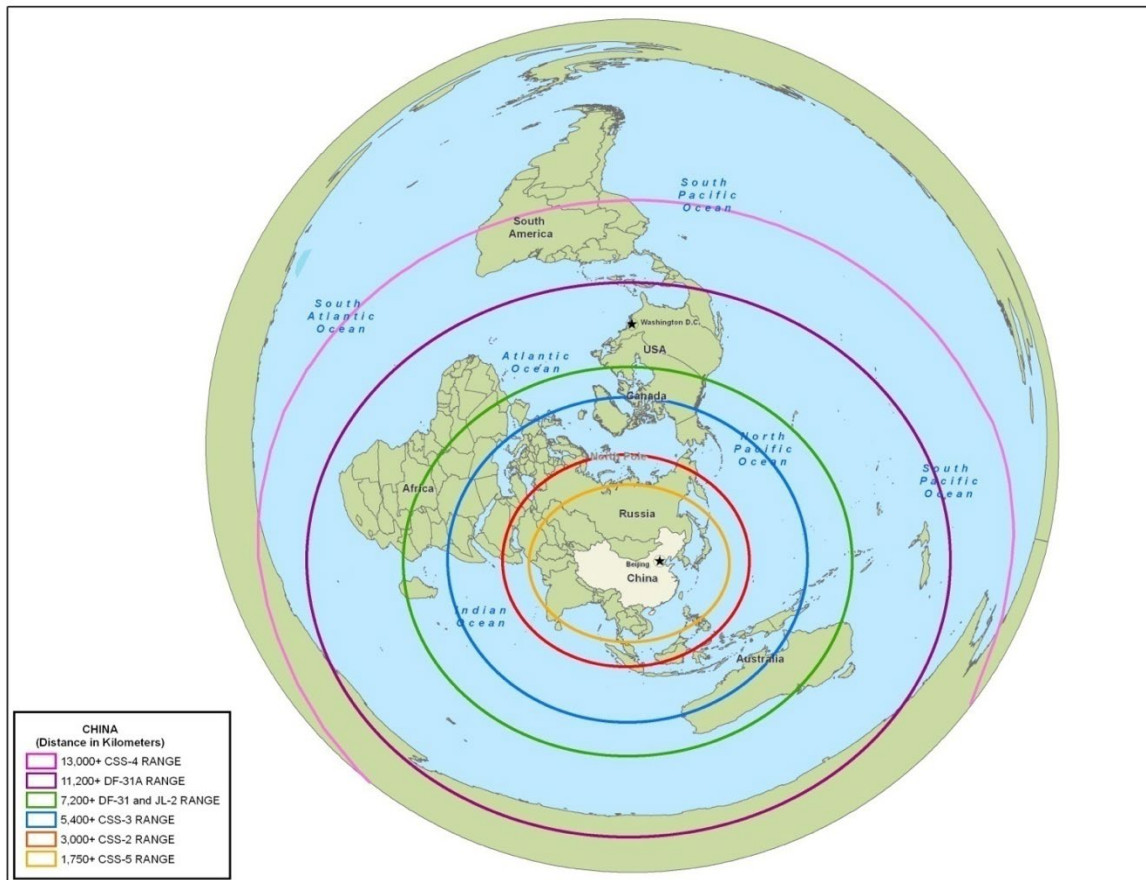 South
Pacific
Ocean
South
America
South
Atlantic
Ocean
Washington D.C.
USA
Atlantic
Ocean
Canada
North
Pacific
Ocean
North Pole
South
Pacific
Ocean
Africa
Russia
Beijing
China
Indian
Ocean
Australia
CHINA
(Distance in Kilometers)
13,000+ CSS-4 RANGE
11,200+ DF-31A RANGE
7,200+ DF-31 and JL-2 RANGE
5,400+ CSS-3 RANGE
3,000+ CSS-2 RANGE
1,750+ CSS-5 RANGE